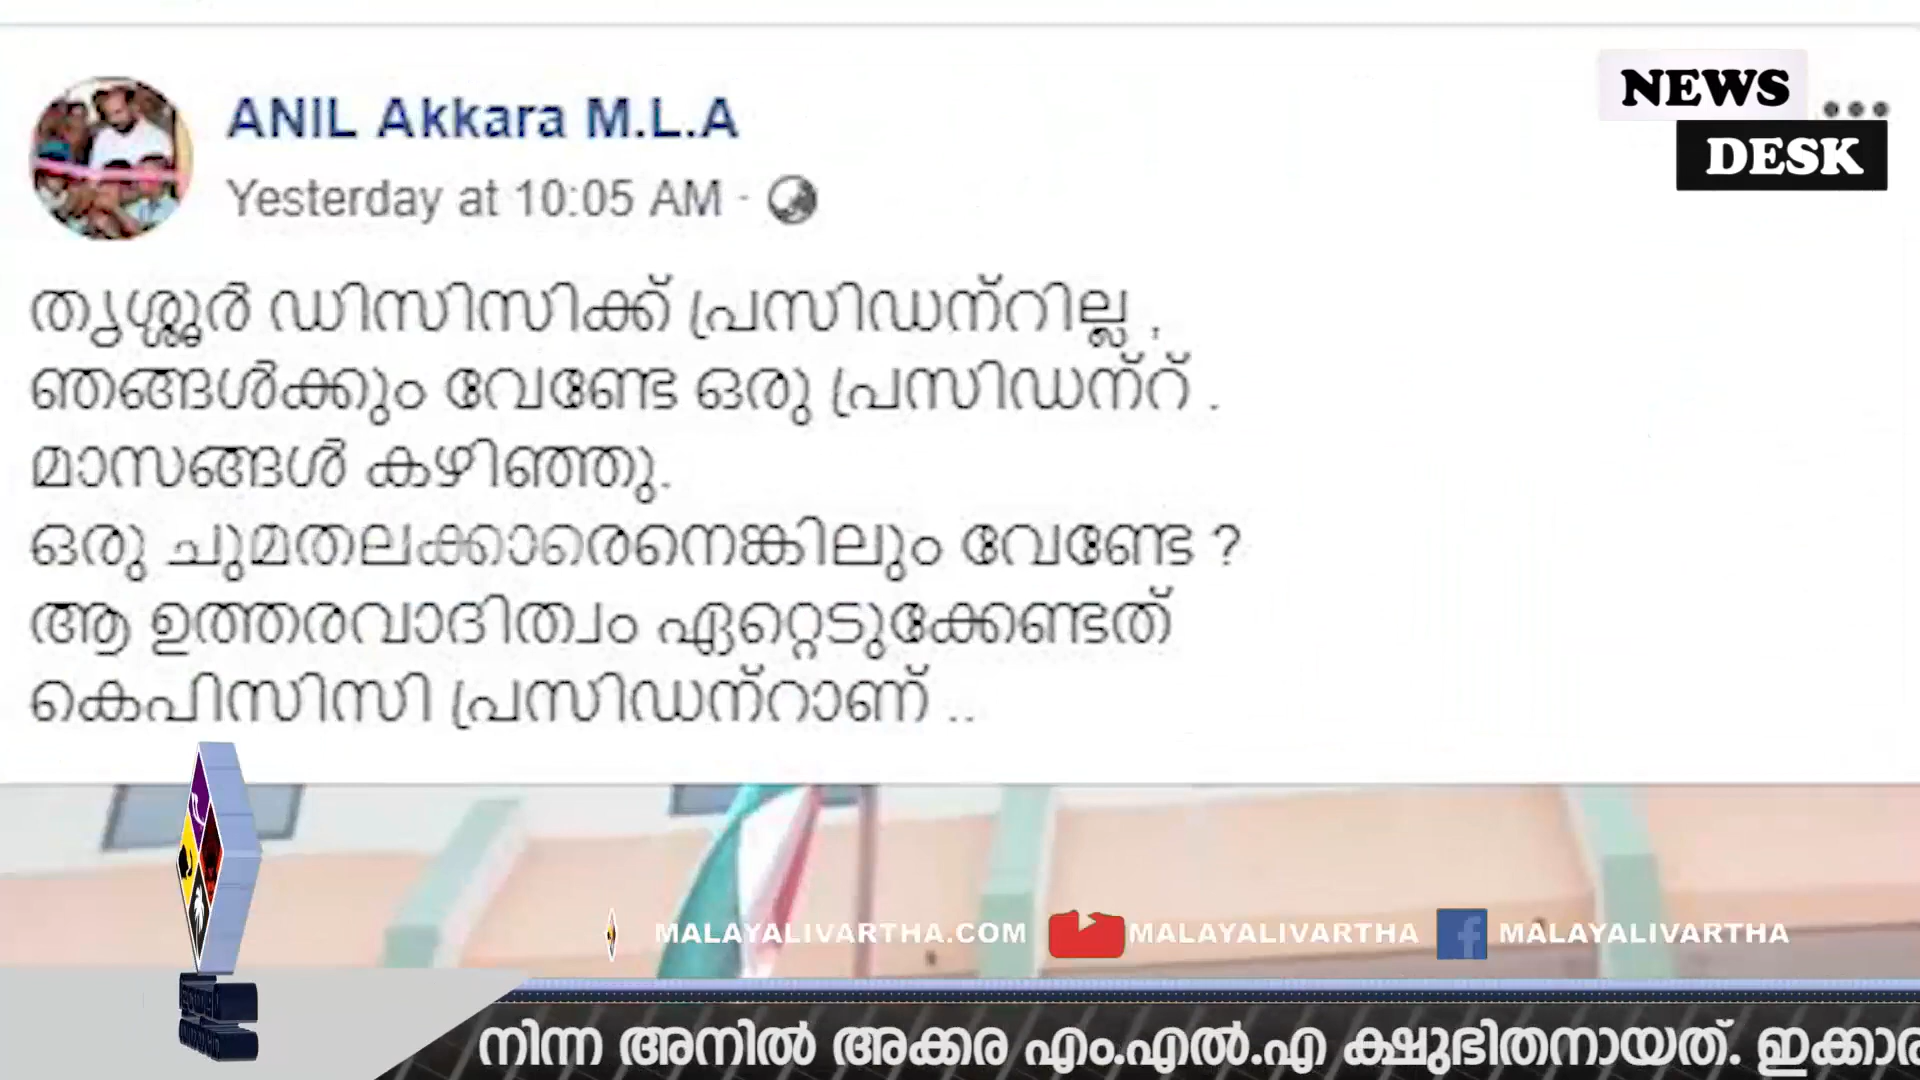 NEWS
DESK
ANIL Akkara M.L.A
Yesterday at 10:05 AM ·
തൃശ്ശൂർ ഡിസിസിക്ക് പ്രസിഡന്‌റില്ല ,
ഞങ്ങൾക്കും വേണ്ടേ ഒരു പ്രസിഡന്‌റ് .
മാസങ്ങൾ കഴിഞ്ഞു.
ഒരു ചുമതലക്കാരെനെങ്കിലും വേണ്ടേ ?
ആ ഉത്തരവാദിത്വം ഏറ്റെടുക്കേണ്ടത്
കെപിസിസി പ്രസിഡന്‌റാണ് ..
MALAYALIVARTHA.COM MALAYALIVARTHA MALAYALIVARTHA
നിന്ന അനിൽ അക്കര എം.എൽ.എ ക്ഷുഭിതനായത്. ഇക്കാര